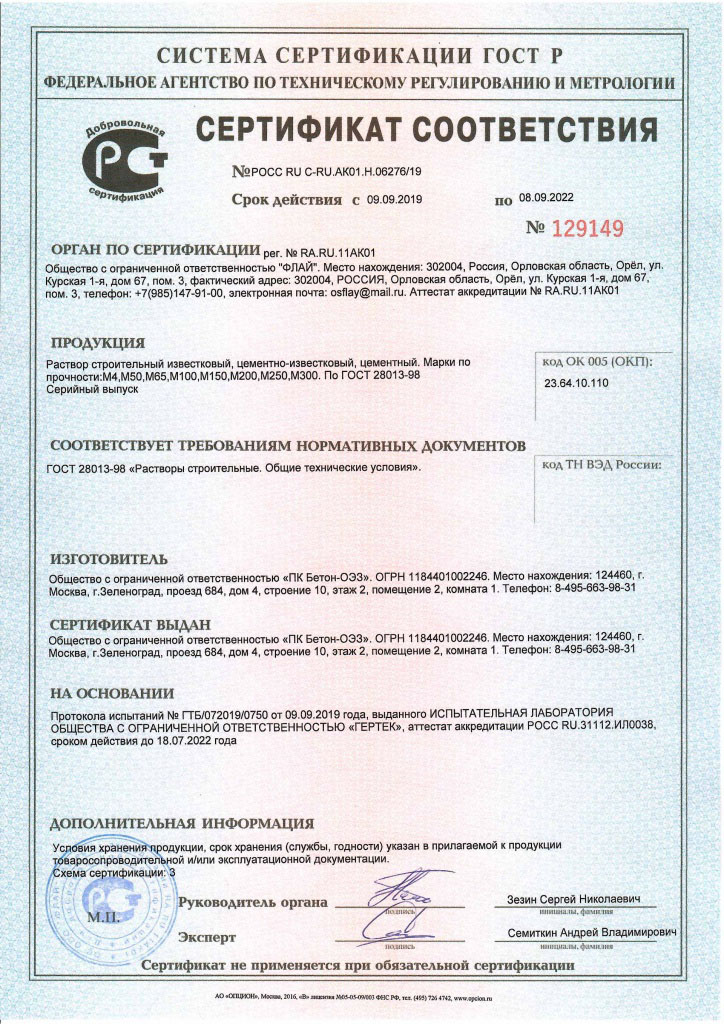 СИСТЕМА СЕРТИФИКАЦИИ ГОСТ Р
ФЕДЕРАЛЬНОЕ АГЕНТСТВО ПО ТЕХНИЧЕСКОМУ РЕГУЛИРОВАНИЮ И МЕТРОЛОГИИ
Добровольная
РСТ
сертификация
СЕРТИФИКАТ СООТВЕТСТВИЯ
№РОСС RU C-RU.АК01.Н.06276/19
Срок действия с 09.09.2019 по 08.09.2022
№ 129149
ОРГАН ПО СЕРТИФИКАЦИИ рег. № RA.RU.11АК01
Общество с ограниченной ответственностью "ФЛАЙ". Место нахождения: 302004, Россия, Орловская область, Орёл, ул.
Курская 1-я, дом 67, пом. 3, фактический адрес: 302004, РОССИЯ, Орловская область, Орёл, ул. Курская 1-я, дом 67,
пом. 3, телефон: +7(985)147-91-00, электронная почта: osflay@mail.ru. Аттестат аккредитации № RA.RU.11АК01
ПРОДУКЦИЯ
Раствор строительный известковый, цементно-известковый, цементный. Марки по
прочности:М4,М50,М65,М100,М150,М200,М250,М300. По ГОСТ 28013-98
Серийный выпуск
код ОК 005 (ОКП):
23.64.10.110
СООТВЕТСТВУЕТ ТРЕБОВАНИЯМ НОРМАТИВНЫХ ДОКУМЕНТОВ
ГОСТ 28013-98 «Растворы строительные. Общие технические условия».
код ТН ВЭД России:
ИЗГОТОВИТЕЛЬ
Общество с ограниченной ответственностью «ПК Бетон-ОЭЗ». ОГРН 1184401002246. Место нахождения: 124460, г.
Москва, г.Зеленоград, проезд 684, дом 4, строение 10, этаж 2, помещение 2, комната 1. Телефон: 8-495-663-98-31
СЕРТИФИКАТ ВЫДАН
Общество с ограниченной ответственностью «ПК Бетон-ОЭЗ». ОГРН 1184401002246. Место нахождения: 124460, г.
Москва, г.Зеленоград, проезд 684, дом 4, строение 10, этаж 2, помещение 2, комната 1. Телефон: 8-495-663-98-31
НА ОСНОВАНИИ
Протокола испытаний № ГТБ/072019/0750 от 09.09.2019 года, выданного ИСПЫТАТЕЛЬНАЯ ЛАБОРАТОРИЯ
ОБЩЕСТВА С ОГРАНИЧЕННОЙ ОТВЕТСТВЕННОСТЬЮ «ГЕРТЕК», аттестат аккредитации РОСС RU.31112.ИЛ0038,
сроком действия до 18.07.2022 года
ДОПОЛНИТЕЛЬНАЯ ИНФОРМАЦИЯ
Условия хранения продукции, срок хранения (службы, годности) указан в прилагаемой к продукции
товаросопроводительной и/или эксплуатационной документации.
Схема сертификации: 3
М.П.
Руководитель органа
подпись
Зезин Сергей Николаевич
инициалы, фамилия
Эксперт
подпись
Семиткин Андрей Владимирович
инициалы, фамилия
Сертификат не применяется при обязательной сертификации
АО «ОПЦИОН», Москва, 2016, «В» лицензия №05-05-09/003 ФНС РФ, тел. (495) 726 4742, www.opcion.ru